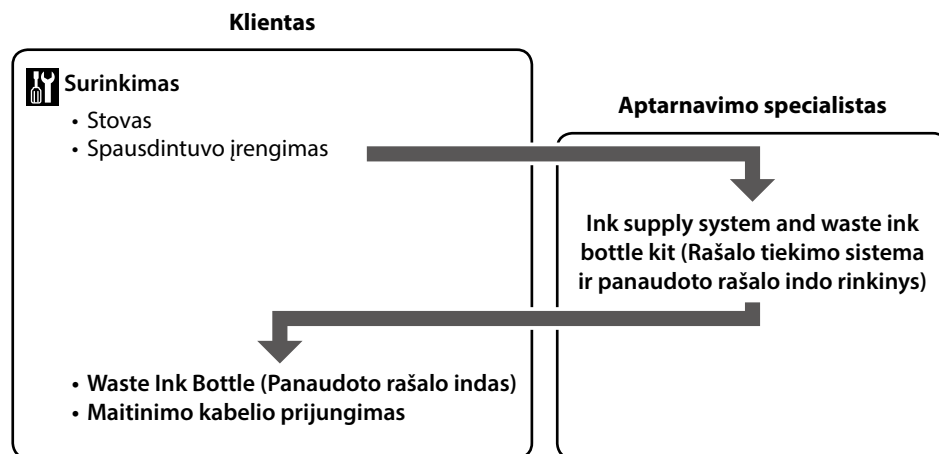 Klientas
Surinkimas
• Stovas
• Spausdintuvo įrengimas
Aptarnavimo specialistas
Ink supply system and waste ink
bottle kit (Rašalo tiekimo sistema
ir panaudoto rašalo indo rinkinys)
• Waste Ink Bottle (Panaudoto rašalo indas)
• Maitinimo kabelio prijungimas